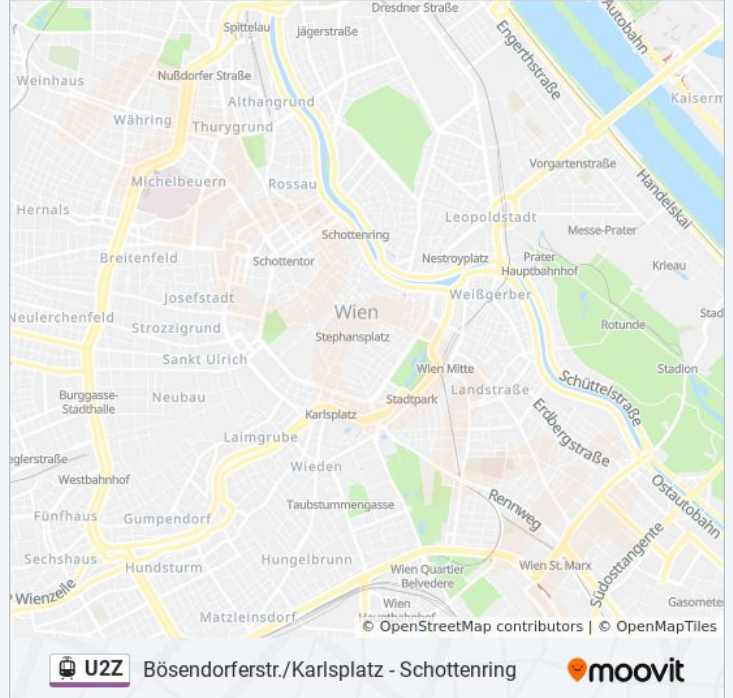 Dresdner Straße
Autobahn
Spittelau
Jägerstraße
Engerthstraße
Weinhaus
Nußdorfer Straße
Althangrund
Kaiserm
Währing
Thurygrund
Vorgartenstraße
Michelbeuern
Rossau
Handelskai
Hernals
Leopoldstadt
Schottenring
Messe-Prater
Breitenfeld
Schottentor
Nestroyplatz
Prater
Hauptbahnhof
Krieau
Josefstadt
Weißgerber
Neulerchenfeld
Wien
Stad
Strozzigrund
Stephansplatz
Rotunde
Sankt Ulrich
Wien Mitte
Stadion
Burggasse-
Stadthalle
Neubau
Stadtpark
Landstraße
Schüttelstraße
Karlsplatz
Erdbergstraße
Laimgrube
eglerstraße
Wieden
Westbahnhof
Ostautobahn
Taubstummengasse
Rennweg
Fünfhaus
Gumpendorf
Südosttangente
Sechshaus
Hundsturm
Hungelbrunn
Wien Quartier
Belvedere
Wien St. Marx
Wienzeile
Wien
Hauptbahnhof
Gasomete
Matzleinsdorf
© OpenStreetMap contributors | © OpenMapTiles
U2Z Bösendorferstr./Karlsplatz - Schottenring
moovit